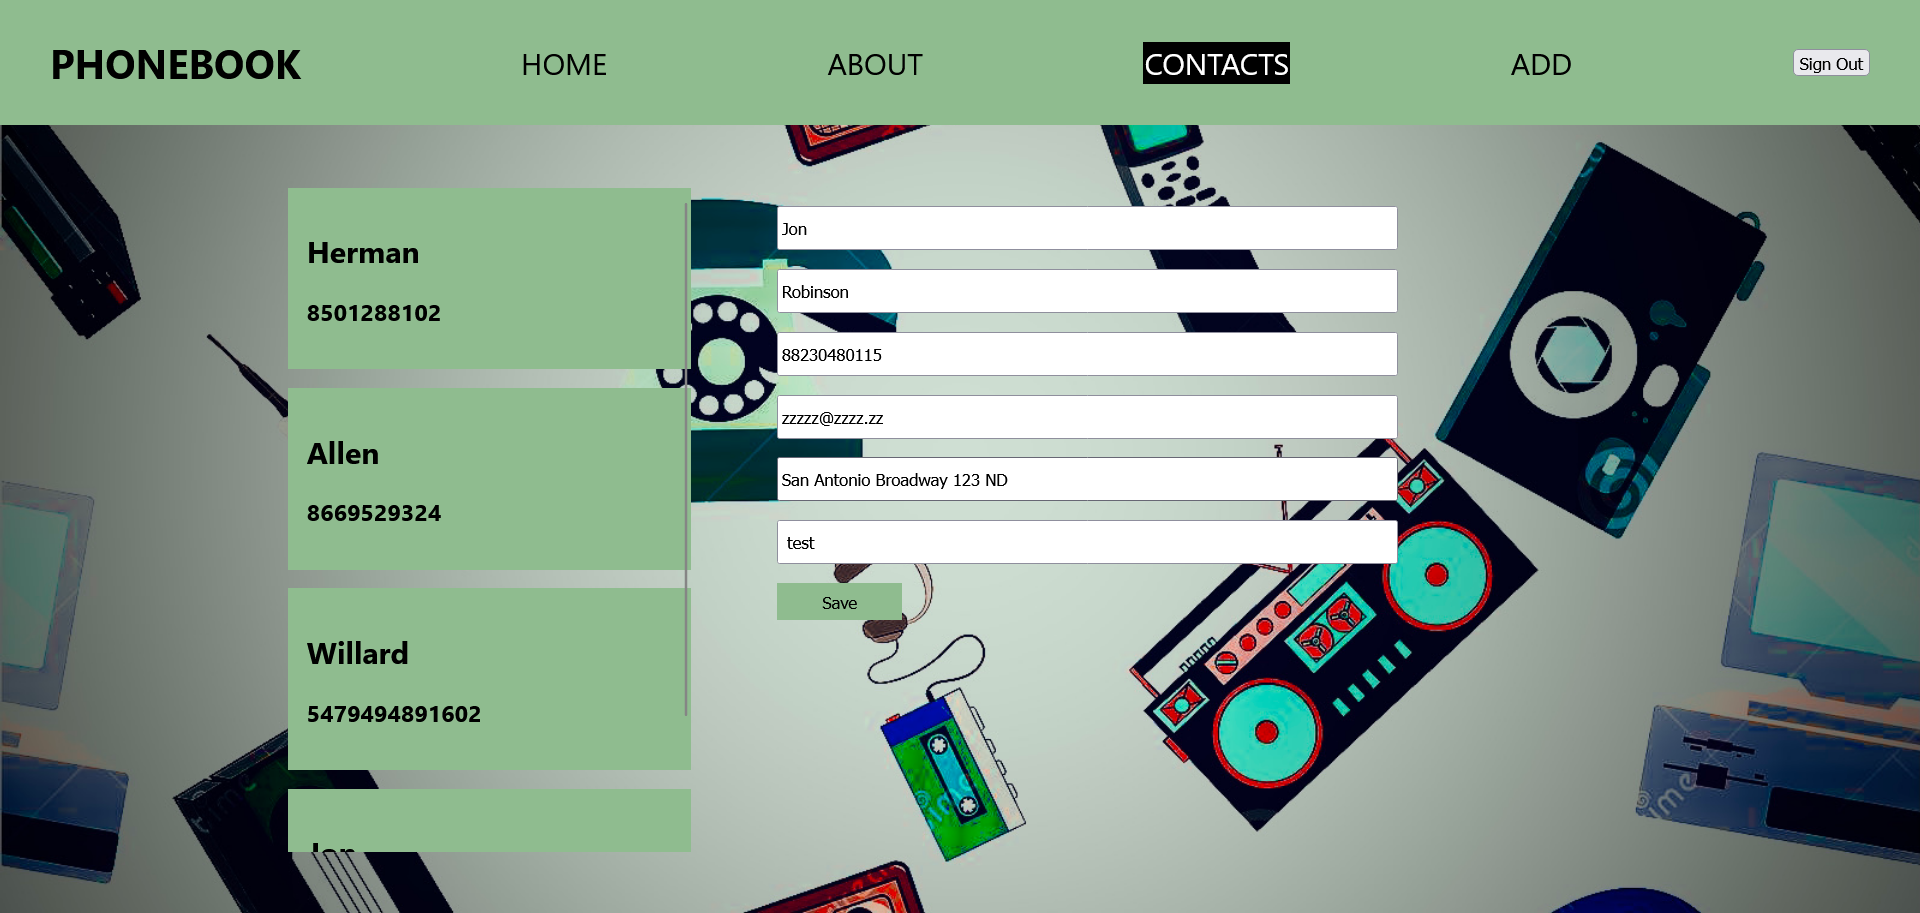 PHONEBOOK HOME ABOUT CONTACTS ADD Sign Out
Herman
8501288102
Allen
8669529324
Willard
5479494891602
Jon
Jon
Robinson
88230480115
zzzzz@zzzz.zz
San Antonio Broadway 123 ND
test
Save